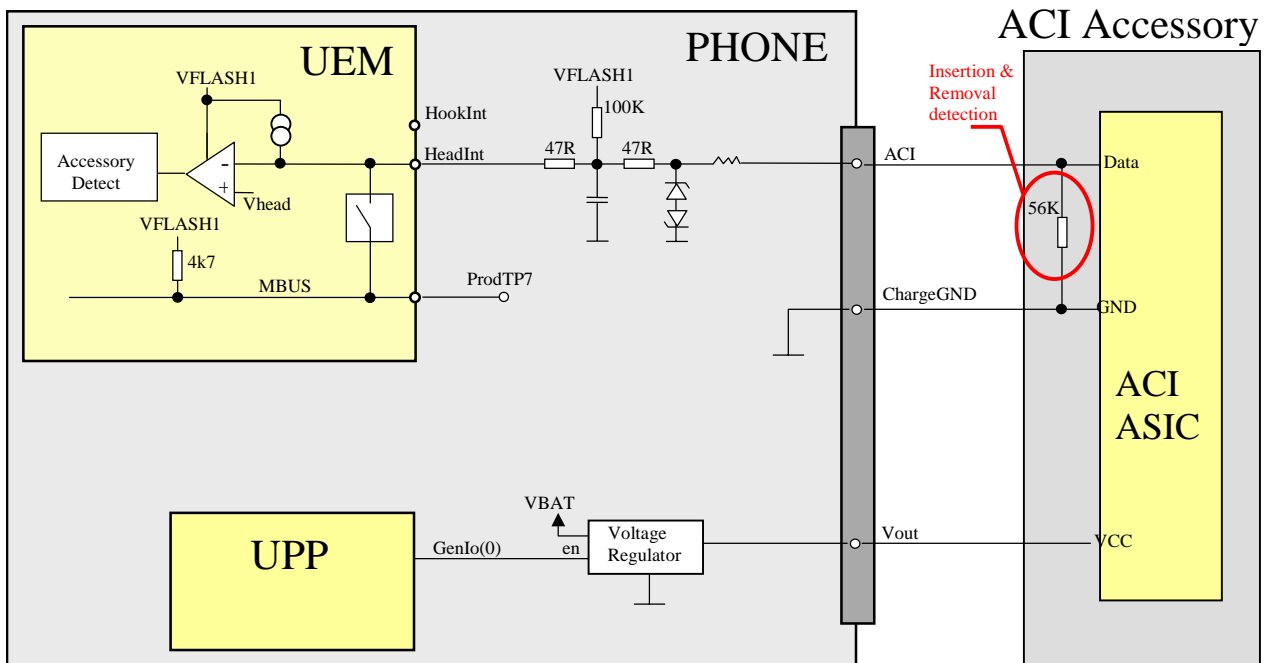 ACI Accessory
PHONE
UEM
Insertion &
Removal
detection
VFLASH1
VFLASH1
HookInt
100K
HeadInt
47R
47R
ACI
Data
Accessory
Detect
-
+
Vhead
56K
VFLASH1
4k7
MBUS
ProdTP7
ChargeGND
GND
ACI
ASIC
VBAT
UPP
GenIo(0)
en
Voltage
Regulator
Vout
VCC